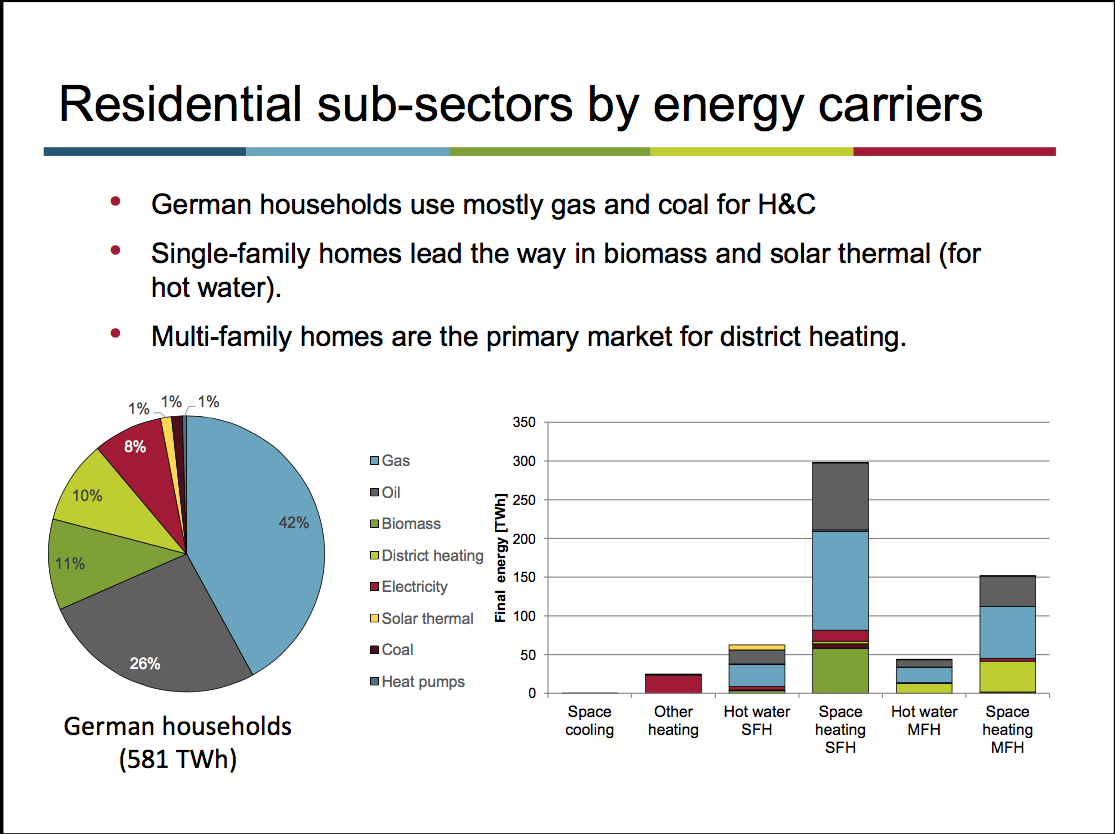 Residential sub-sectors by energy carriers
• German households use mostly gas and coal for H&C
• Single-family homes lead the way in biomass and solar thermal (for
hot water).
• Multi-family homes are the primary market for district heating.
1%
1%
1%
8%
10%
11%
26%
42%
German households
(581 TWh)
Gas
Oil
Biomass
District heating
Electricity
Solar thermal
Coal
Heat pumps
Final energy [TWh]
350
300
250
200
150
100
50
0
Space
cooling
Other
heating
Hot water
SFH
Space
heating
SFH
Hot water
MFH
Space
heating
MFH